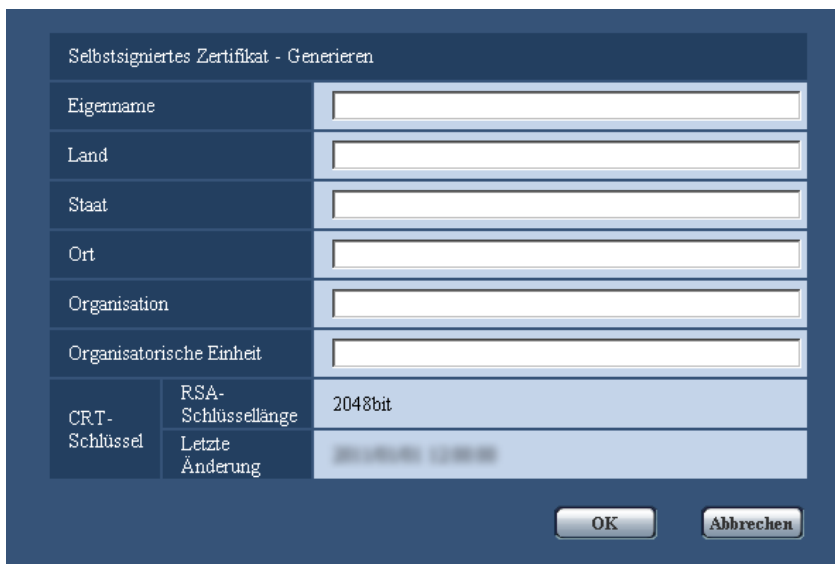 Selbstsigniertes Zertifikat - Generieren
Eigenname
Land
Staat
Ort
Organisation
Organisatorische Einheit
CRT-
Schlüssel
RSA-
Schlüssellänge
2048bit
Letzte
Änderung
OK
Abbrechen